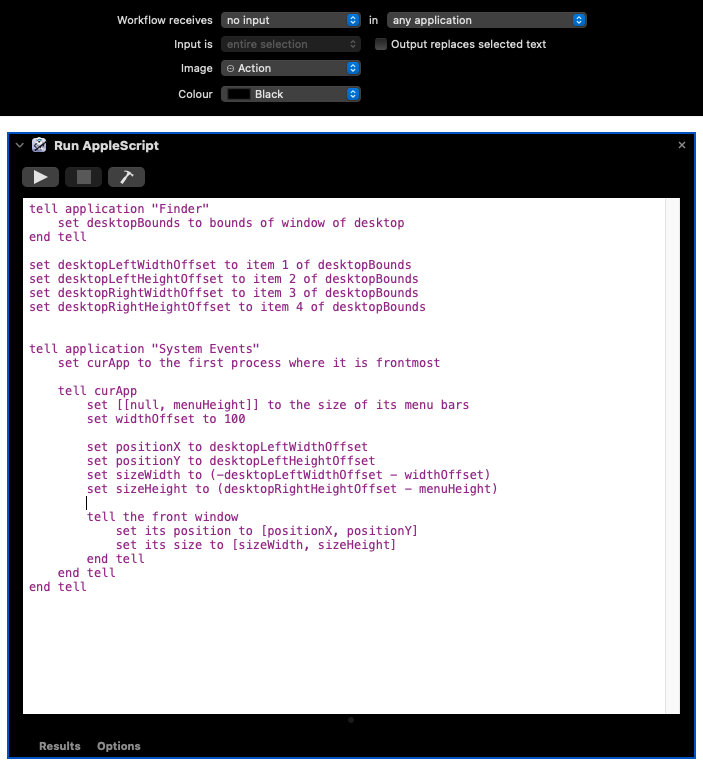 Workflow receives no input in any application
Input is entire selection Output replaces selected text
Image Action
Colour Black
Run AppleScript
tell application "Finder"
set desktopBounds to bounds of window of desktop
end tell
set desktopLeftWidthOffset to item 1 of desktopBounds
set desktopLeftHeightOffset to item 2 of desktopBounds
set desktopRightWidthOffset to item 3 of desktopBounds
set desktopRightHeightOffset to item 4 of desktopBounds
tell application "System Events"
set curApp to the first process where it is frontmost
tell curApp
set [[null, menuHeight]] to the size of its menu bars
set widthOffset to 100
set positionX to desktopLeftWidthOffset
set positionY to desktopLeftHeightOffset
set sizeWidth to (-desktopLeftWidthOffset - widthOffset)
set sizeHeight to (desktopRightHeightOffset - menuHeight)
tell the front window
set its position to [positionX, positionY]
set its size to [sizeWidth, sizeHeight]
end tell
end tell
end tell
Results Options